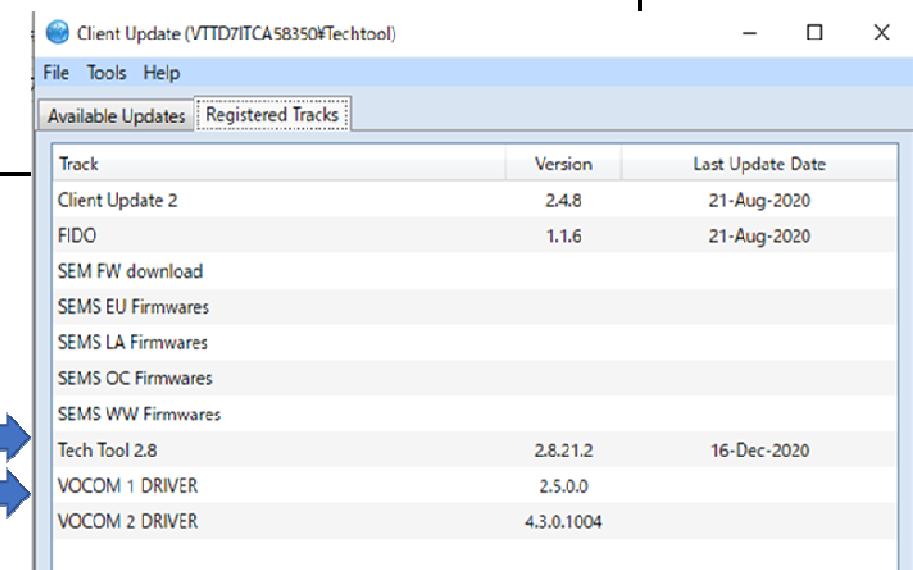 Client Update (VTTD7ITCA58350¥Techtool)
File Tools Help
Available Updates Registered Tracks
Track Version Last Update Date
Client Update 2 2.4.8 21-Aug-2020
FIDO 1.1.6 21-Aug-2020
SEM FW download
SEMS EU Firmwares
SEMS LA Firmwares
SEMS OC Firmwares
SEMS WW Firmwares
Tech Tool 2.8 2.8.21.2 16-Dec-2020
VOCOM 1 DRIVER 2.5.0.0
VOCOM 2 DRIVER 4.3.0.1004